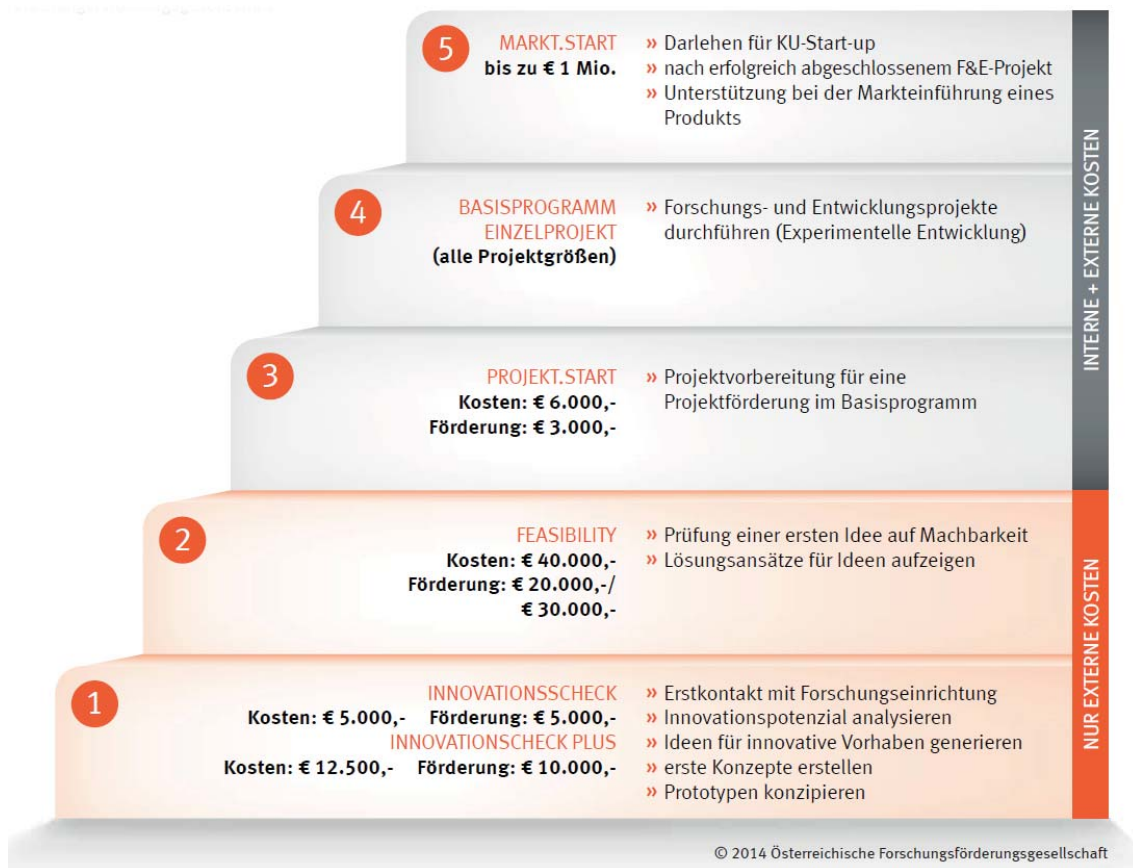 5
MARKT.START
bis zu € 1 Mio.
» Darlehen für KU-Start-up
» nach erfolgreich abgeschlossenem F&E-Projekt
» Unterstützung bei der Markteinführung eines
Produkts
4
BASISPROGRAMM
EINZELPROJEKT
(alle Projektgrößen)
» Forschungs- und Entwicklungsprojekte
durchführen (Experimentelle Entwicklung)
3
PROJEKT.START
Kosten: € 6.000,-
Förderung: € 3.000,-
» Projektvorbereitung für eine
Projektförderung im Basisprogramm
INTERNE + EXTERNE KOSTEN
2
FEASIBILITY
Kosten: € 40.000,-
Förderung: € 20.000,-/
€ 30.000,-
» Prüfung einer ersten Idee auf Machbarkeit
» Lösungsansätze für Ideen aufzeigen
1
INNOVATIONSSCHECK
Kosten: € 5.000,- Förderung: € 5.000,-
INNOVATIONSCHECK PLUS
Kosten: € 12.500,- Förderung: € 10.000,-
» Erstkontakt mit Forschungseinrichtung
» Innovationspotenzial analysieren
» Ideen für innovative Vorhaben generieren
» erste Konzepte erstellen
» Prototypen konzipieren
NUR EXTERNE KOSTEN
© 2014 Österreichische Forschungsförderungsgesellschaft